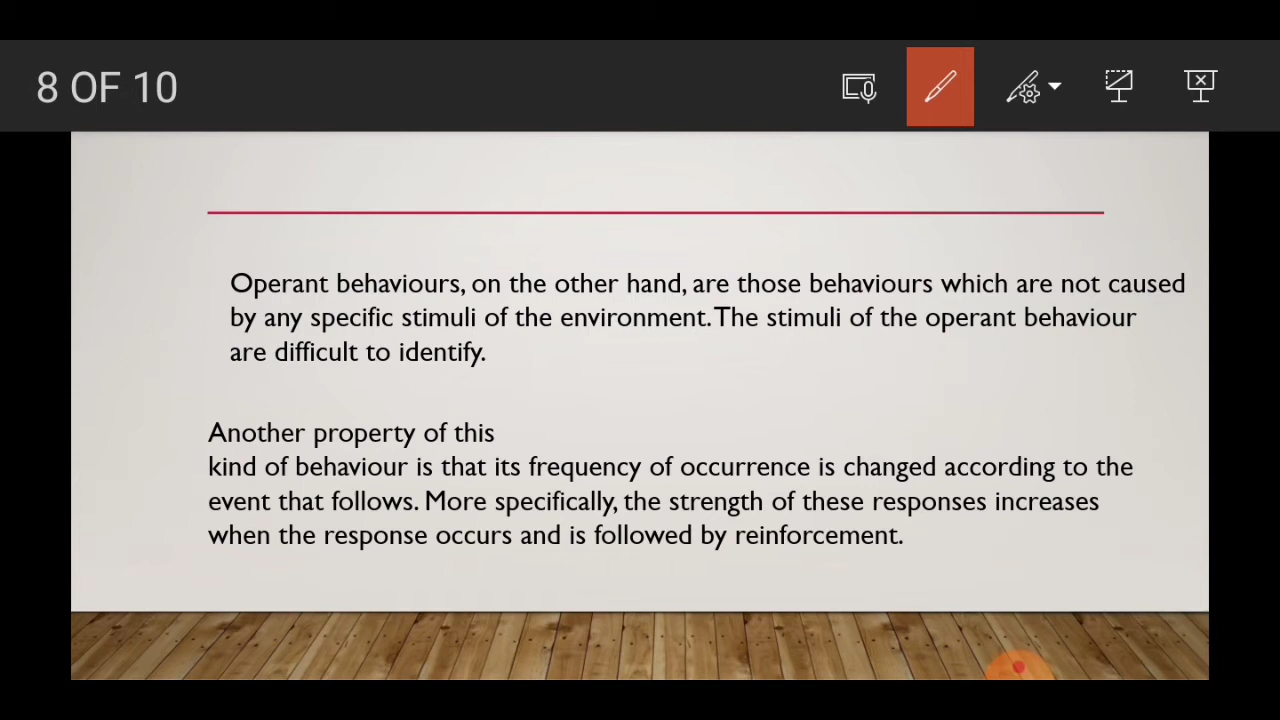 8 OF 10
Operant behaviours, on the other hand, are those behaviours which are not caused
by any specific stimuli of the environment. The stimuli of the operant behaviour
are difficult to identify.
Another property of this
kind of behaviour is that its frequency of occurrence is changed according to the
event that follows. More specifically, the strength of these responses increases
when the response occurs and is followed by reinforcement.